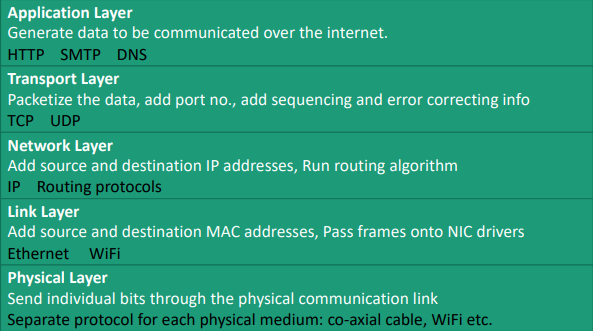 Application Layer
Generate data to be communicated over the internet.
HTTP SMTP DNS
Transport Layer
Packetize the data, add port no., add sequencing and error correcting info
TCP UDP
Network Layer
Add source and destination IP addresses, Run routing algorithm
IP Routing protocols
Link Layer
Add source and destination MAC addresses, Pass frames onto NIC drivers
Ethernet WiFi
Physical Layer
Send individual bits through the physical communication link
Separate protocol for each physical medium: co-axial cable, WiFi etc.